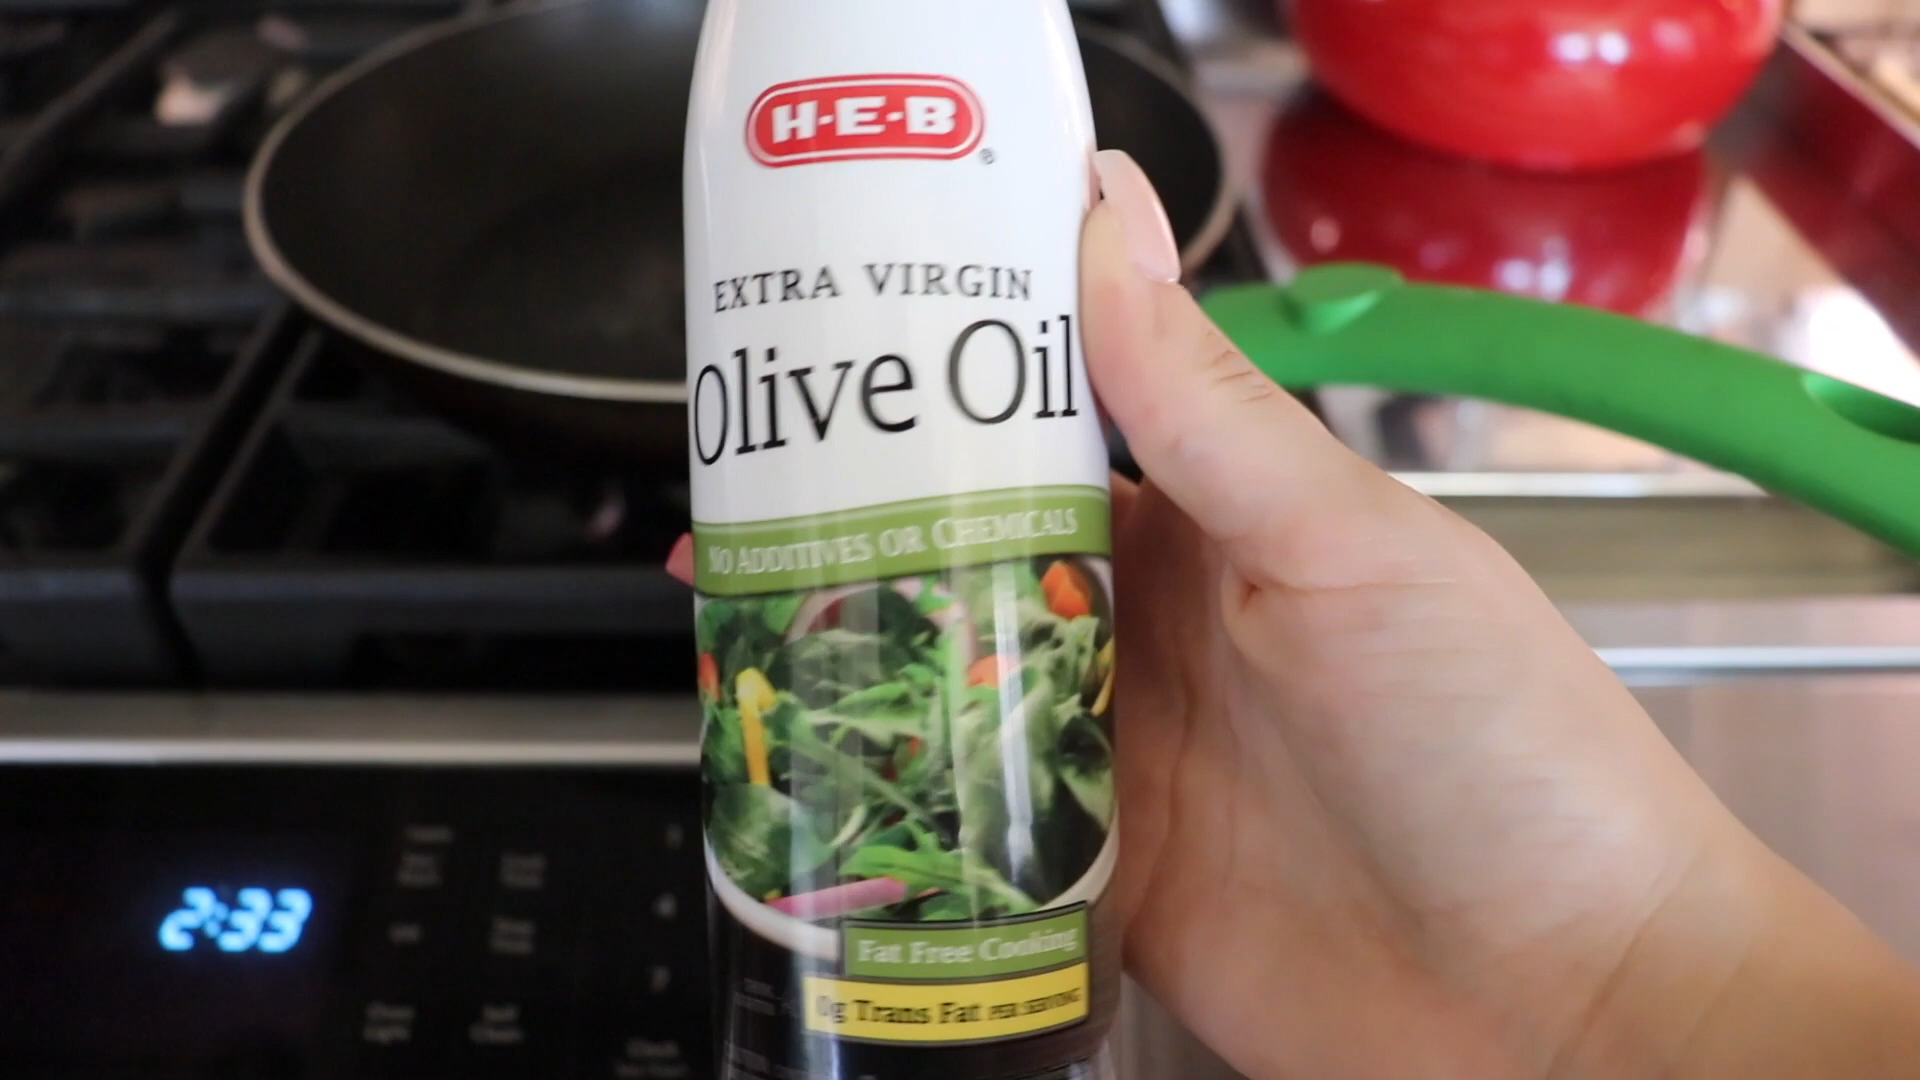 H-E-B
®
EXTRA VIRGIN
Olive Oil
NO ADDITIVES OR CHEMICALS
Fat Free Cooking
0g Trans Fat PER SERVING
2:33